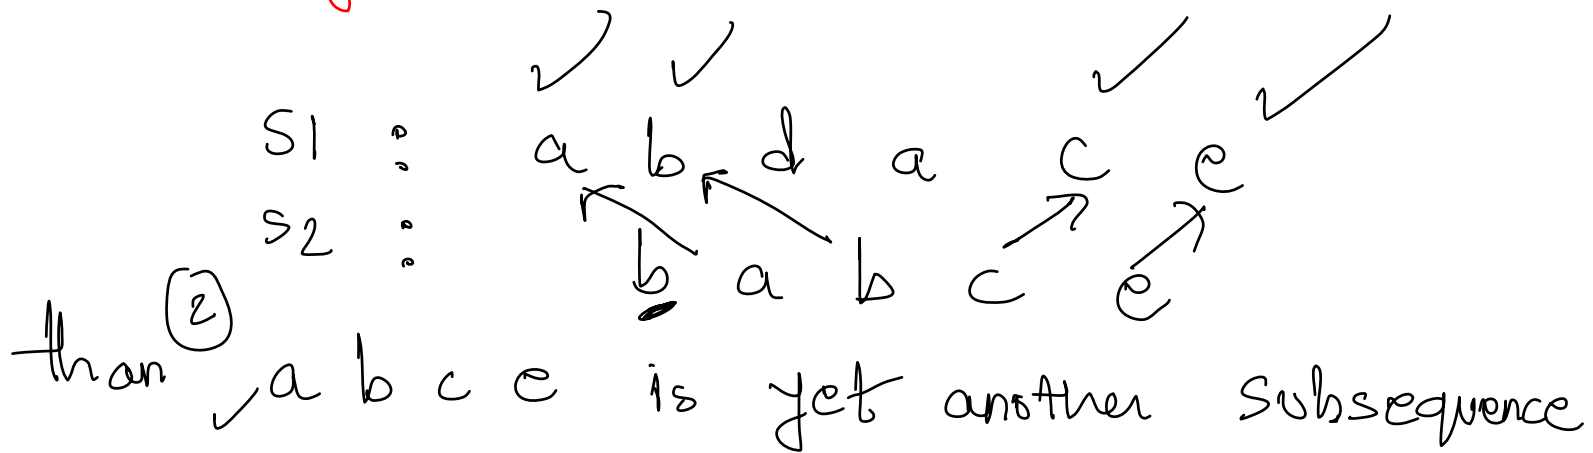 S1 : a b d a c e
S2 : b a b c e
than ② a b c e is yet another subsequence